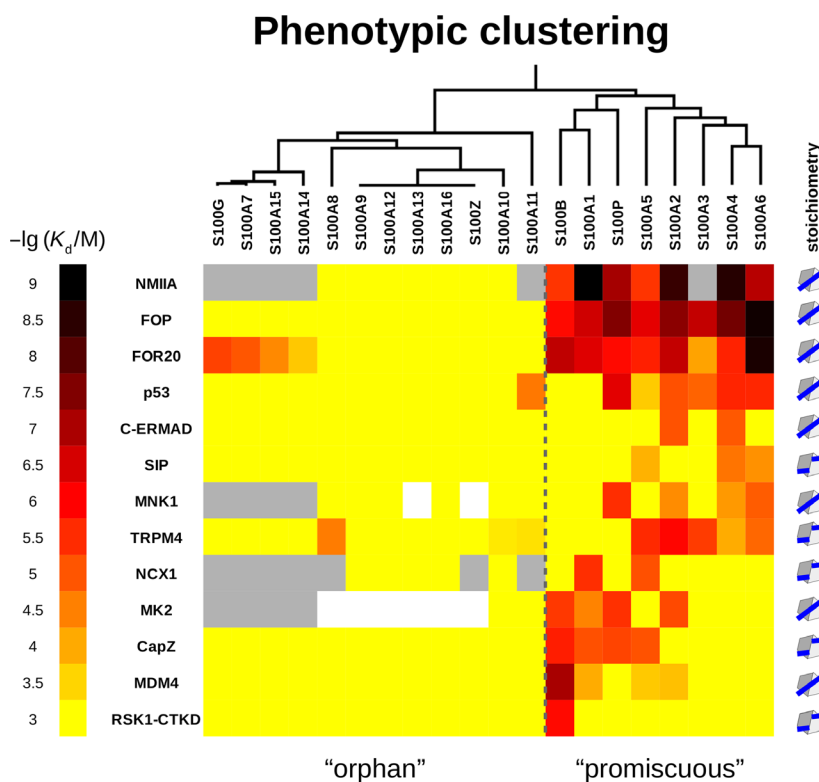 Phenotypic clustering
S100G
S100A7
S100A15
S100A14
S100A8
S100A9
S100A12
S100A13
S100A16
S100Z
S100A10
S100A11
S100B
S100A1
S100P
S100A5
S100A2
S100A3
S100A4
S100A6
stoichiometry
−lg (Kd/M)
9 NMIIA
8.5 FOP
8 FOR20
7.5 p53
7 C-ERMAD
6.5 SIP
6 MNK1
5.5 TRPM4
5 NCX1
4.5 MK2
4 CapZ
3.5 MDM4
3 RSK1-CTKD
“orphan” “promiscuous”